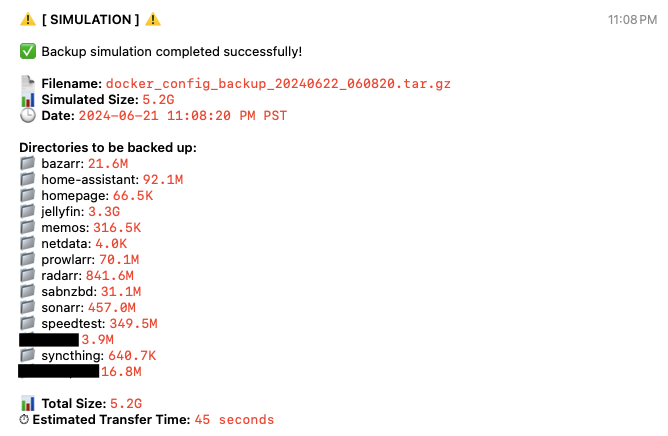 ⚠️ [ SIMULATION ] ⚠️ 11:08 PM
✅ Backup simulation completed successfully!
📄 Filename: docker_config_backup_20240622_060820.tar.gz
📊 Simulated Size: 5.2G
🕒 Date: 2024-06-21 11:08:20 PM PST
Directories to be backed up:
📁 bazarr: 21.6M
📁 home-assistant: 92.1M
📁 homepage: 66.5K
📁 jellyfin: 3.3G
📁 memos: 316.5K
📁 netdata: 4.0K
📁 prowlarr: 70.1M
📁 radarr: 841.6M
📁 sabnzbd: 31.1M
📁 sonarr: 457.0M
📁 speedtest: 349.5M
3.9M
📁 syncthing: 640.7K
16.8M
📊 Total Size: 5.2G
⏱ Estimated Transfer Time: 45 seconds